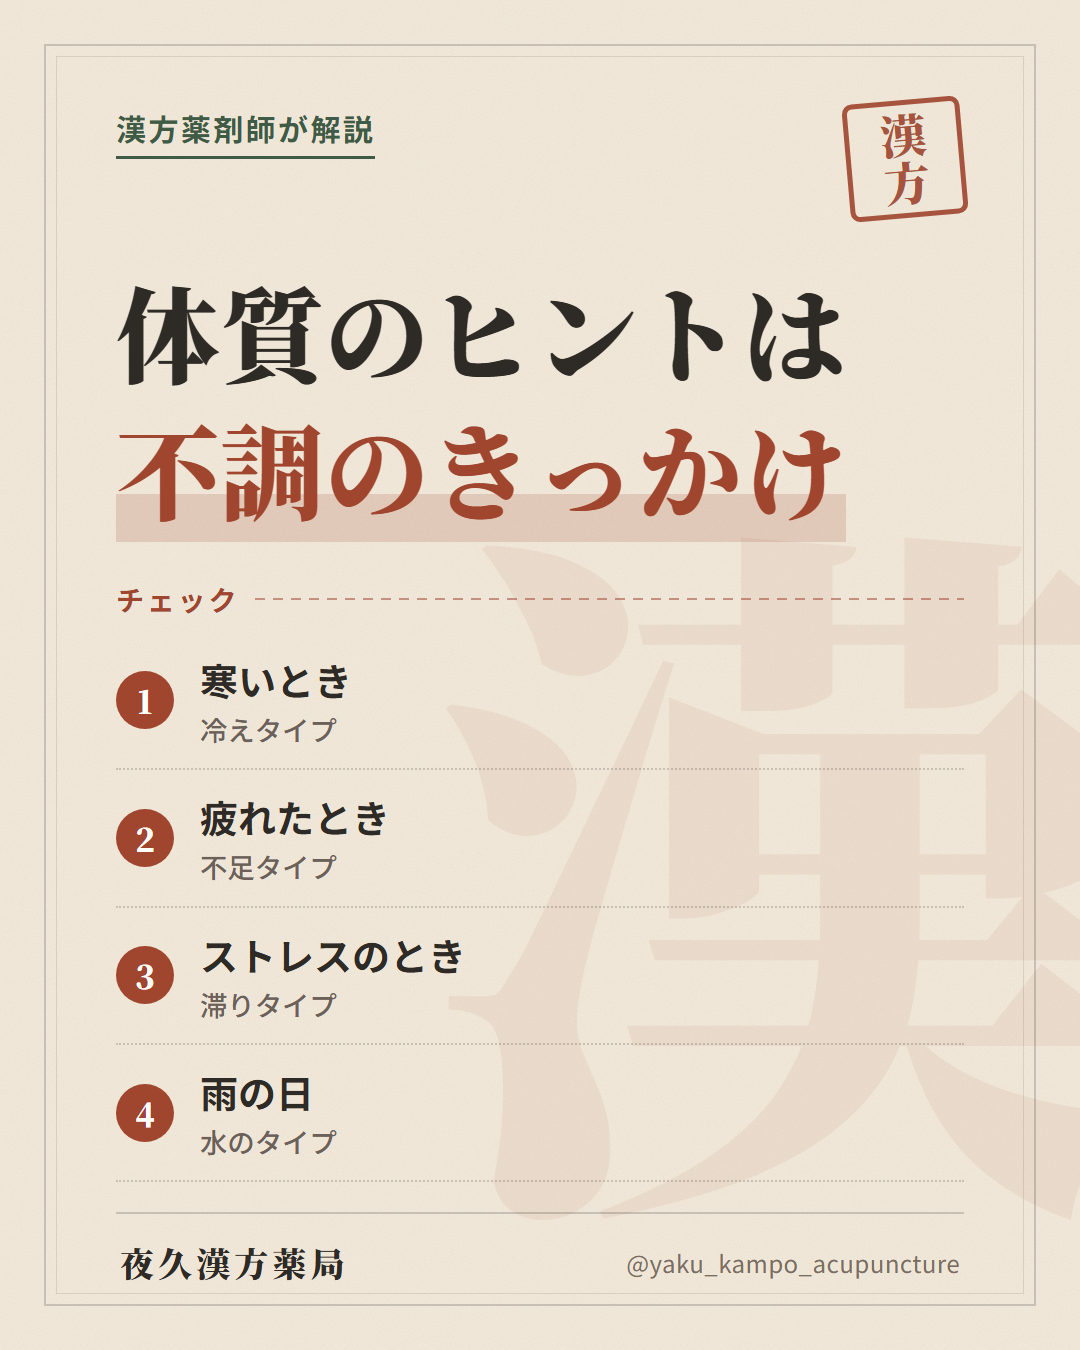 漢方薬剤師が解説
漢方
体質のヒントは
不調のきっかけ
チェック
1
寒いとき
冷えタイプ
2
疲れたとき
不足タイプ
3
ストレスのとき
滞りタイプ
4
雨の日
水のタイプ
漢
夜久漢方薬局
@yaku_kampo_acupuncture